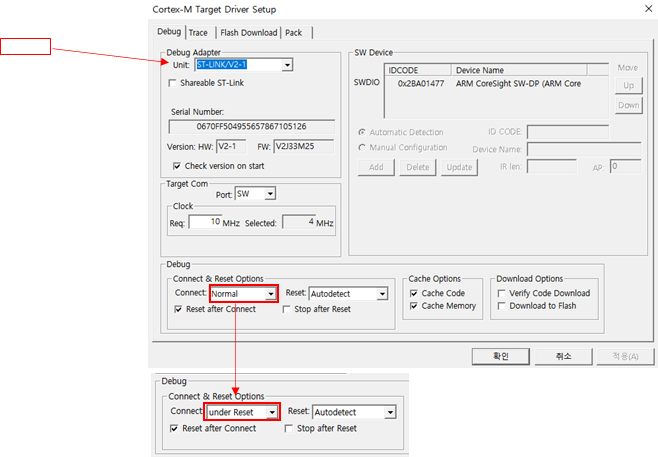 Cortex-M Target Driver Setup
Debug Trace Flash Download Pack
Debug Adapter
Unit: ST-LINK/V2-1
Shareable ST-Link
Serial Number:
0670FF504955657867105126
Version: HW: V2-1 FW: V2J33M25
Check version on start
Target Com
Port: SW
Clock
Req: 10 MHz Selected: 4 MHz
SW Device
IDCODE Device Name Move
SWDIO 0x2BA01477 ARM CoreSight SW-DP (ARM Core Up
Down
Automatic Detection ID CODE:
Manual Configuration Device Name:
Add Delete Update IR len: AP: 0
Debug
Connect & Reset Options
Connect: Normal Reset: Autodetect
Reset after Connect Stop after Reset
Cache Options
Cache Code
Cache Memory
Download Options
Verify Code Download
Download to Flash
확인 취소 적용(A)
Debug
Connect & Reset Options
Connect: under Reset Reset: Autodetect
Reset after Connect Stop after Reset